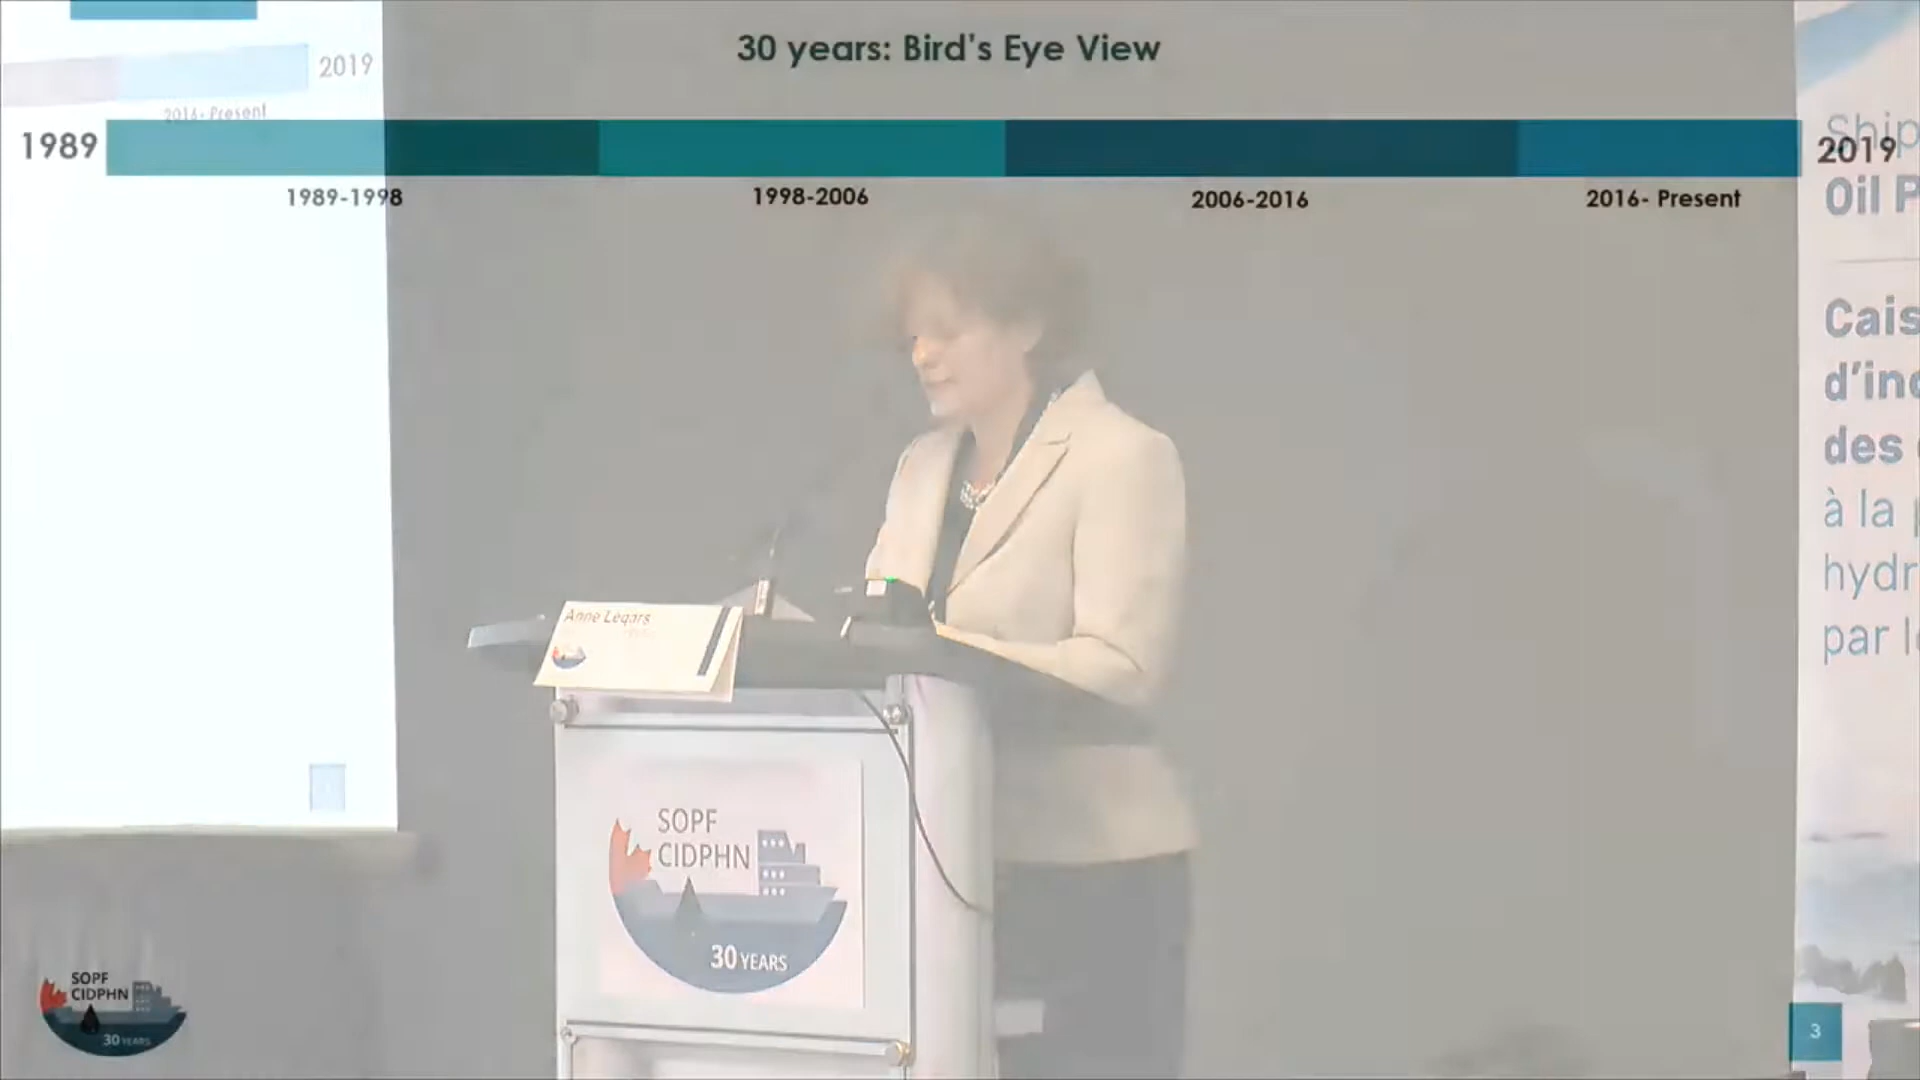 30 years: Bird's Eye View
2019
2016- Present
1989
2019
1989-1998
1998-2006
2006-2016
2016- Present
Ship
Oil P
Cais
d'in
des
à la
hydr
par l
Anne Legars
SOPF
CIDPHN
30 YEARS
SOPF
CIDPHN
30 YEARS
3